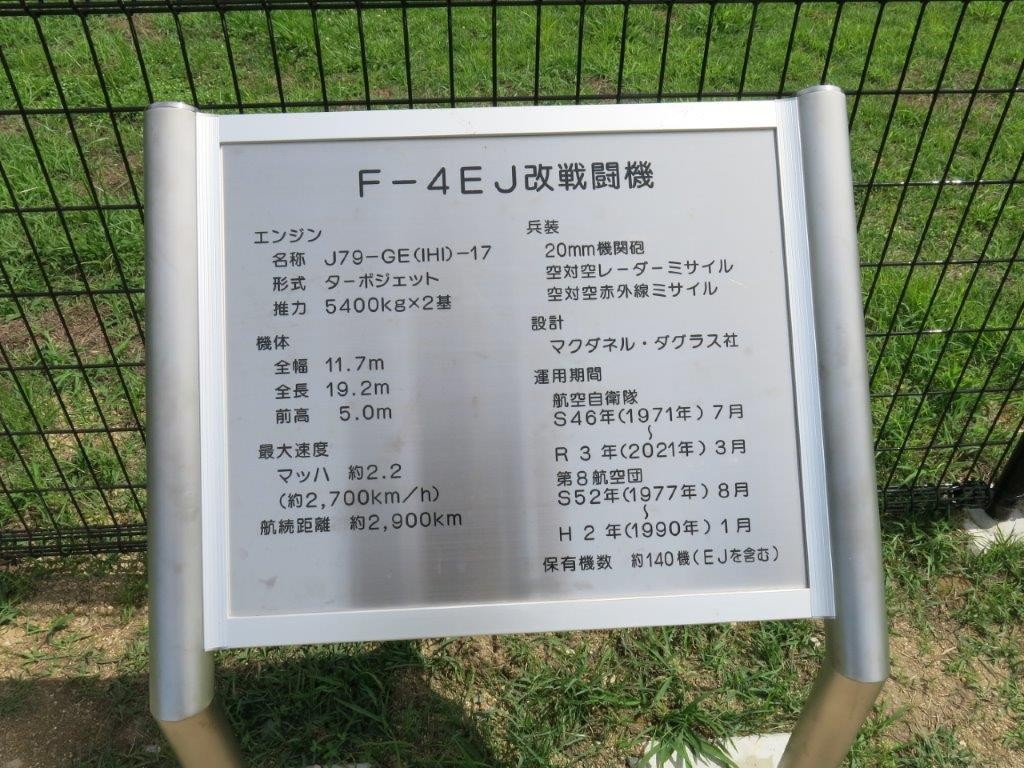 F-4EJ改戦闘機
エンジン
名称 J79-GE(IHI)-17
形式 ターボジェット
推力 5400kg×2基
機体
全幅 11.7m
全長 19.2m
前高 5.0m
最大速度
マッハ 約2.2
(約2,700km/h)
航続距離 約2,900km
兵装
20mm機関砲
空対空レーダーミサイル
空対空赤外線ミサイル
設計
マクダネル・ダグラス社
運用期間
航空自衛隊
S46年(1971年)7月
~
R3年(2021年)3月
第8航空団
S52年(1977年)8月
~
H2年(1990年)1月
保有機数 約140機(EJを含む)